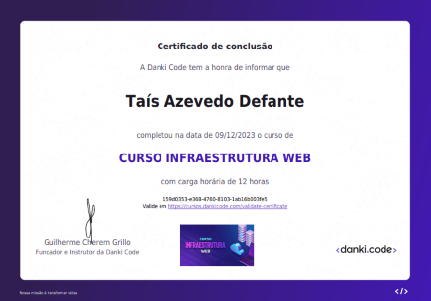 Certificado de conclusão
A Danki Code tem a honra de informar que
Taís Azevedo Defante
completou na data de 09/12/2023 o curso de
CURSO INFRAESTRUTURA WEB
com carga horária de 12 horas
159d0353-e368-4760-8103-1ab16b003fe5
Valide em https://cursos.dankicode.com/validate-certificate
CURSO
INFRAESTRUTURA
WEB
Guilherme Cherem Grillo
Funcador e Instrutor da Danki Code
<danki.code>
Nossa missão é transformar vidas
</>